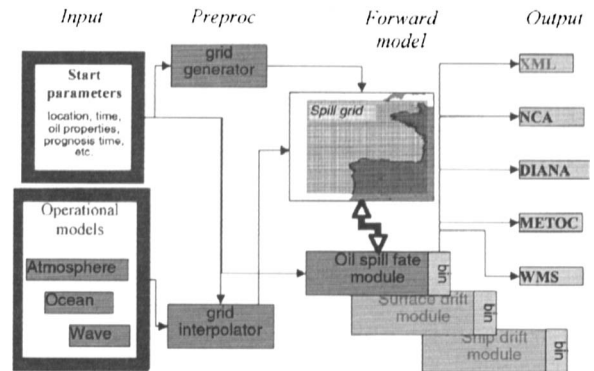 Input
Preproc
Forward
model
Output
Start
parameters
location, time,
oil properties,
prognosis time,
etc.
grid
generator
Spill grid
XML
NCA
DIANA
METOC
WMS
Operational
models
Atmosphere
Ocean
Wave
grid
interpolator
Oil spill fate
module
bin
Surface drift
module
bin
Ship drift
module
bin